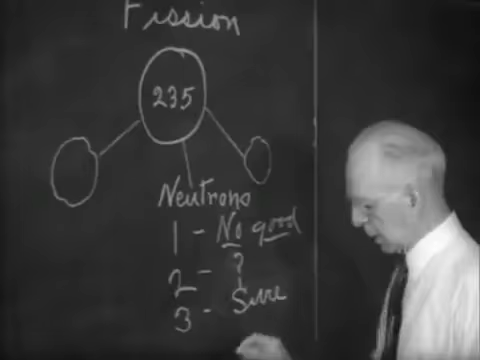 Fission
235
Neutrons
1 - No good
2 - ?
3 - Sure